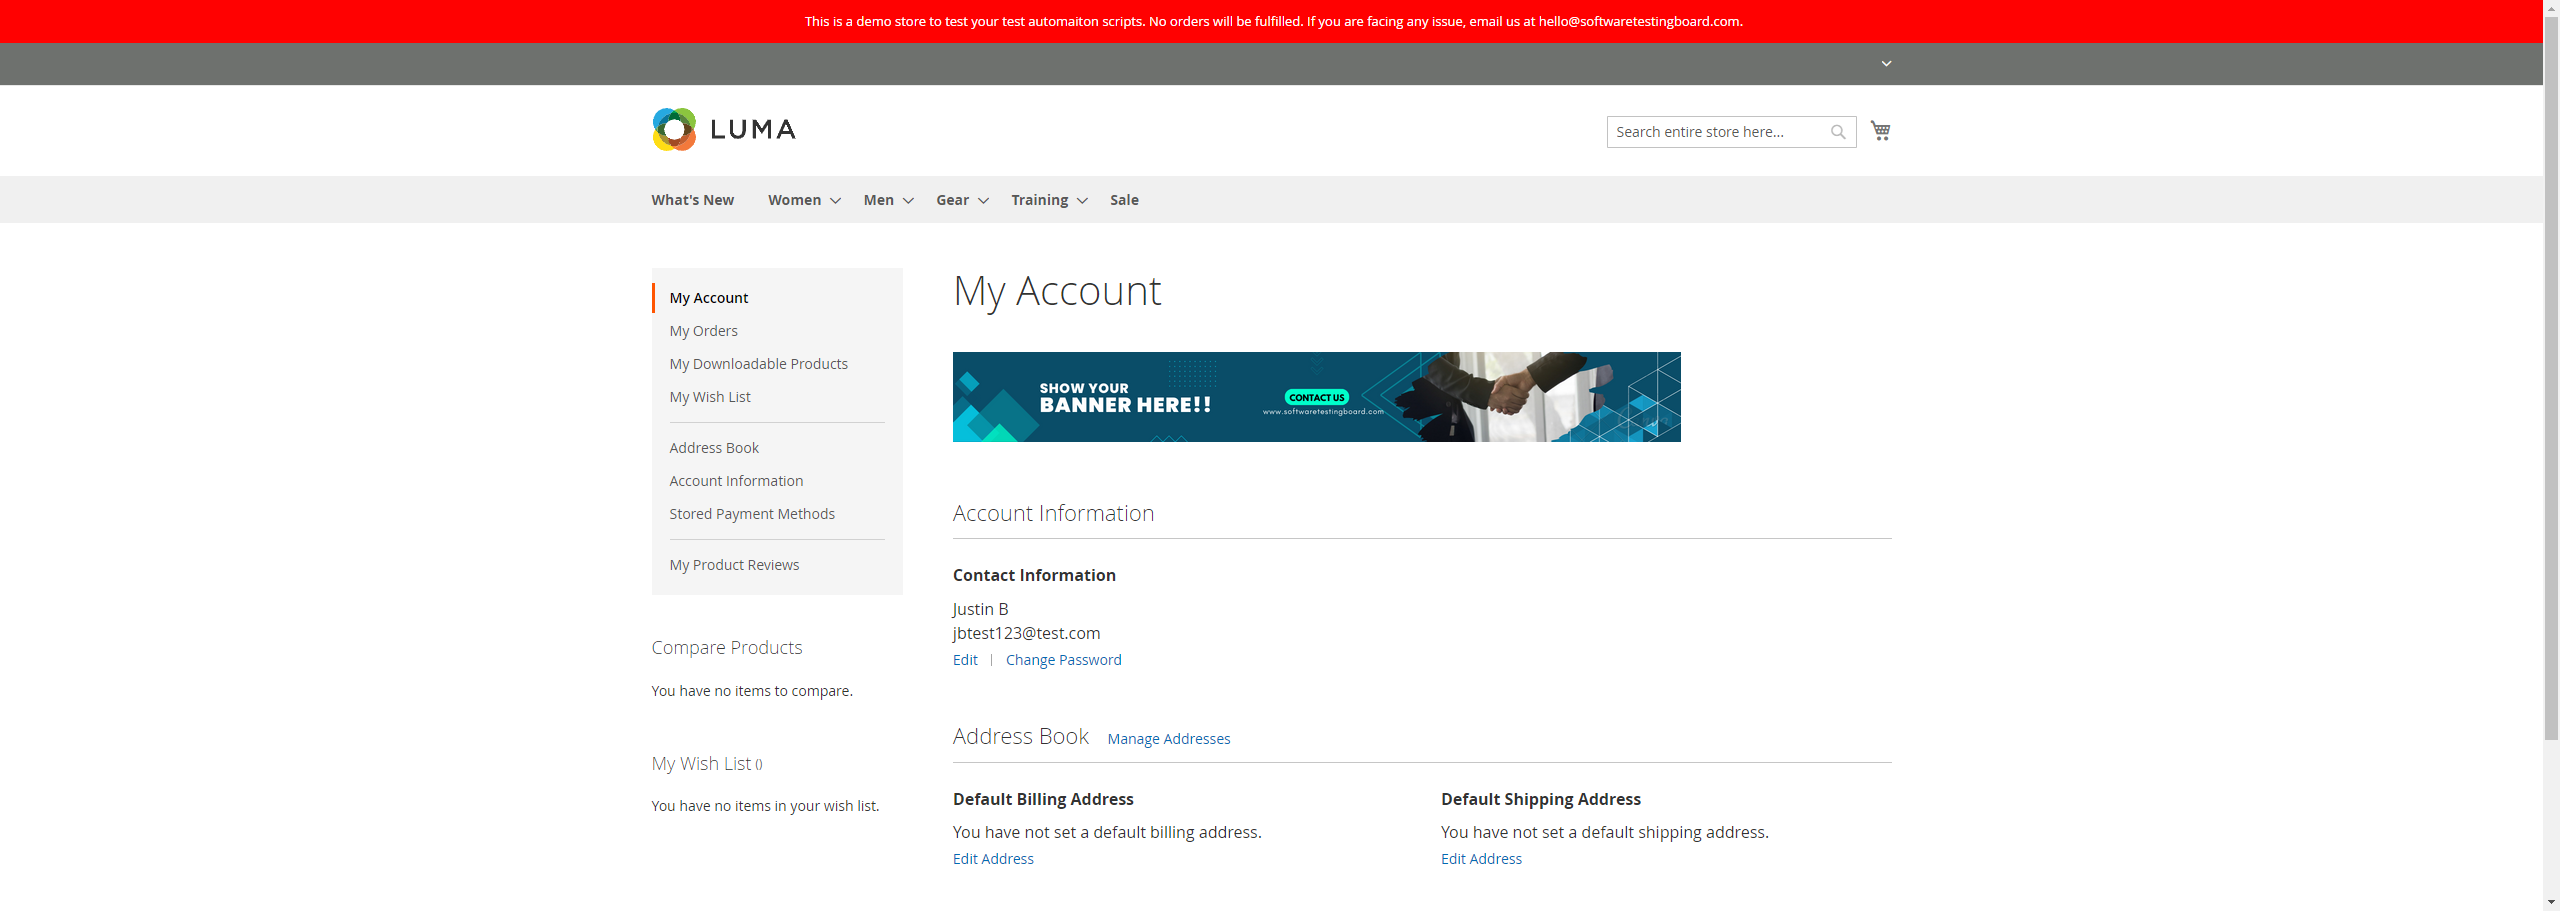 This is a demo store to test your test automaiton scripts. No orders will be fulfilled. If you are facing any issue, email us at hello@softwaretestingboard.com.
LUMA
Search entire store here...
What's New
Women
Men
Gear
Training
Sale
My Account
My Orders
My Downloadable Products
My Wish List
Address Book
Account Information
Stored Payment Methods
My Product Reviews
Compare Products
You have no items to compare.
My Wish List ()
You have no items in your wish list.
My Account
SHOW YOUR
BANNER HERE!!
CONTACT US
www.softwaretestingboard.com
Account Information
Contact Information
Justin B
jbtest123@test.com
Edit | Change Password
Address Book Manage Addresses
Default Billing Address
You have not set a default billing address.
Edit Address
Default Shipping Address
You have not set a default shipping address.
Edit Address